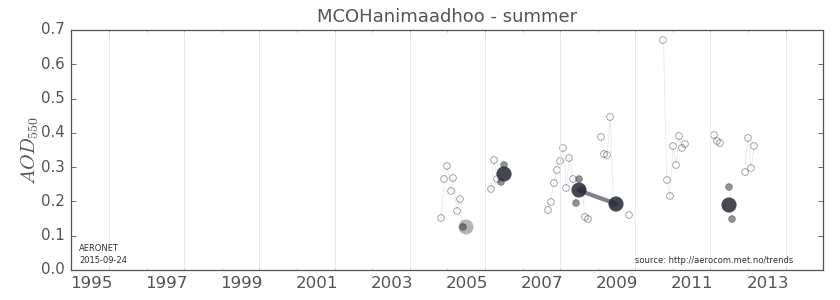 MCOHanimaadhoo - summer
0.7
0.6
0.5
0.4
0.3
0.2
0.1
0.0
AOD550
AERONET
2015-09-24
source: http://aerocom.met.no/trends
1995 1997 1999 2001 2003 2005 2007 2009 2011 2013